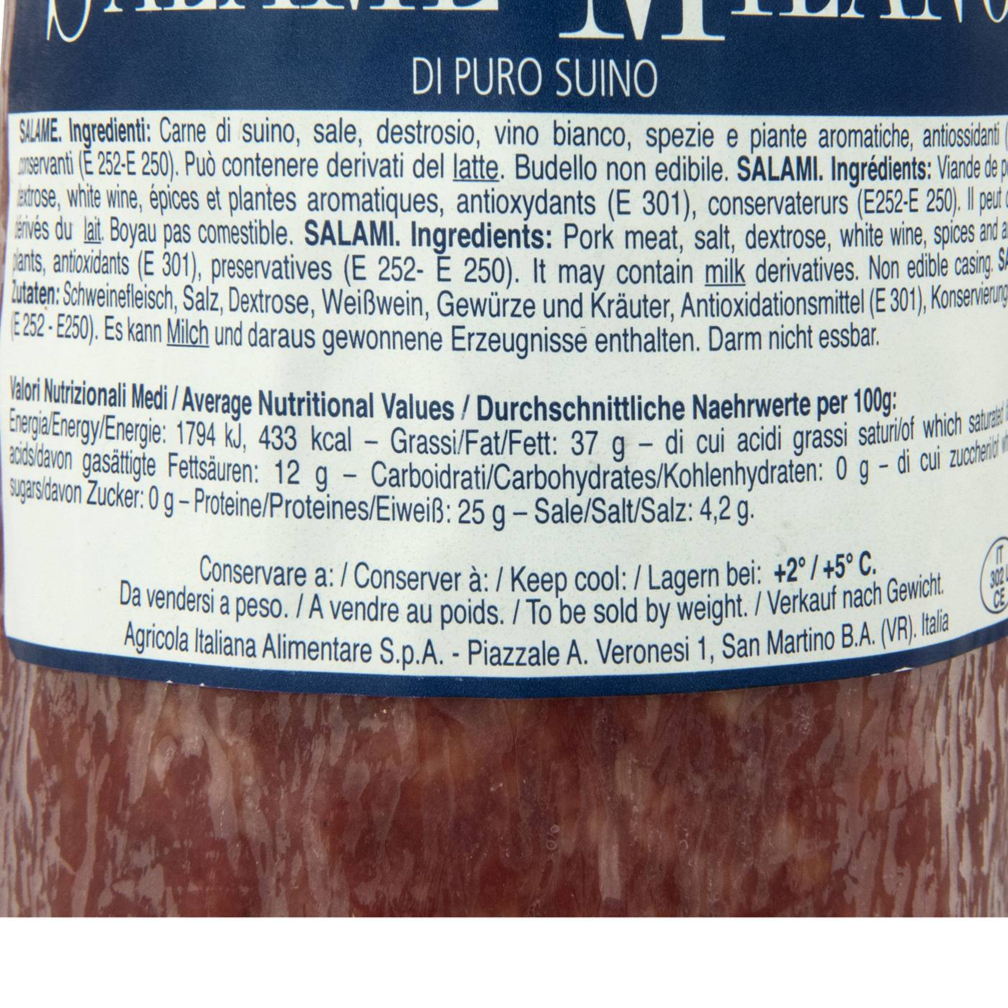 SALAME MILANO
DI PURO SUINO
SALAME. Ingredienti: Carne di suino, sale, destrosio, vino bianco, spezie e piante aromatiche, antiossidanti (
conservanti (E 252-E 250). Può contenere derivati del latte. Budello non edibile. SALAMI. Ingrédients: Viande de
dextrose, white wine, épices et plantes aromatiques, antioxydants (E 301), conservaterurs (E252-E 250). Il peut
dérivés du lait. Boyau pas comestible. SALAMI. Ingredients: Pork meat, salt, dextrose, white wine, spices and
plants, antioxidants (E 301), preservatives (E 252- E 250). It may contain milk derivatives. Non edible casing.
Zutaten: Schweinefleisch, Salz, Dextrose, Weißwein, Gewürze und Kräuter, Antioxidationsmittel (E 301), Konservierung
(E 252 - E250). Es kann Milch und daraus gewonnene Erzeugnisse enthalten. Darm nicht essbar.
Valori Nutrizionali Medi / Average Nutritional Values / Durchschnittliche Naehrwerte per 100g:
Energia/Energy/Energie: 1794 kJ, 433 kcal – Grassi/Fat/Fett: 37 g – di cui acidi grassi saturi/of which saturated
acids/davon gasättigte Fettsäuren: 12 g – Carboidrati/Carbohydrates/Kohlenhydraten: 0 g – di cui zuccheri/of
sugars/davon Zucker: 0 g – Proteine/Proteines/Eiweiß: 25 g – Sale/Salt/Salz: 4,2 g.
Conservare a: / Conserver à: / Keep cool: / Lagern bei: +2° / +5° C.
Da vendersi a peso. / A vendre au poids. / To be sold by weight. / Verkauf nach Gewicht.
Agricola Italiana Alimentare S.p.A. - Piazzale A. Veronesi 1, San Martino B.A. (VR). Italia
IT
CE